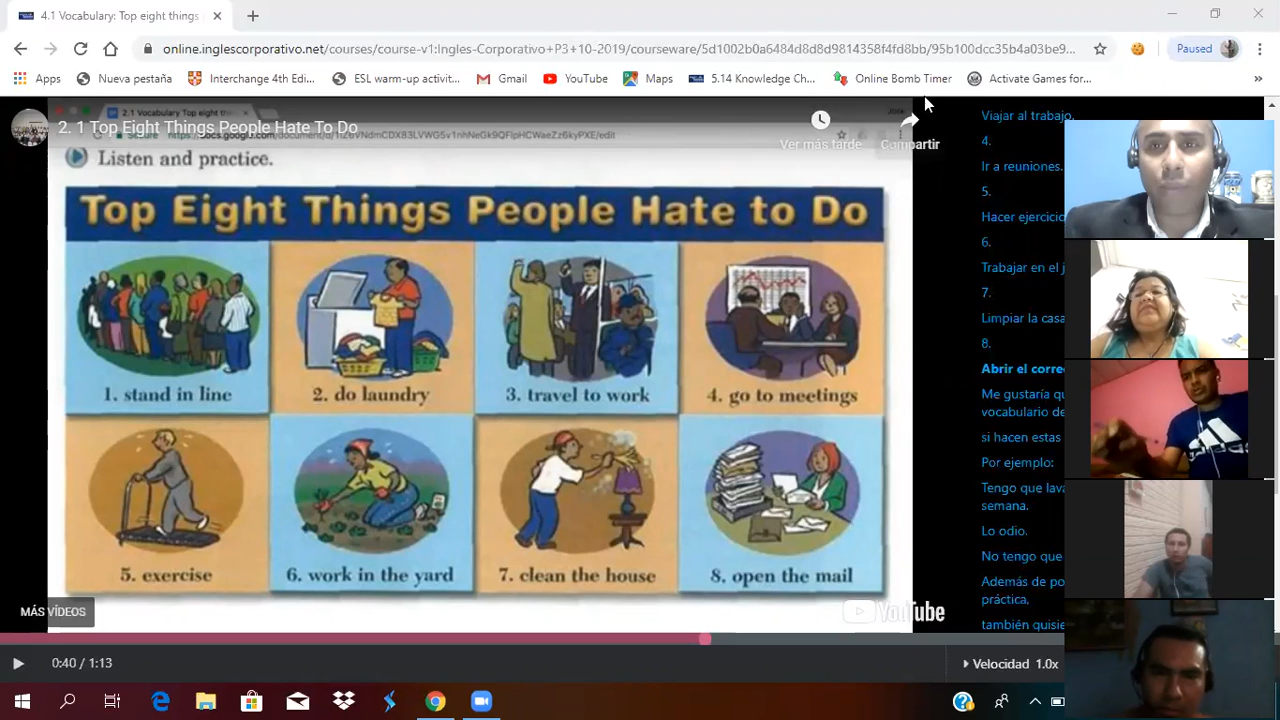 4.1 Vocabulary: Top eight things
online.inglescorporativo.net/courses/course-v1:Ingles-Corporativo+P3+10-2019/courseware/5d1002b0a6484d8d8d9814358f4fd8bb/95b100dcc35b4a03be9...
Paused
Apps
Nueva pestaña
Interchange 4th Edi...
ESL warm-up activit...
Gmail
YouTube
Maps
5.14 Knowledge Ch...
Online Bomb Timer
Activate Games for...
»
2.1 Vocabulary Top eight thing
2. 1 Top Eight Things People Hate To Do
Ver más tarde
Compartir
Listen and practice.
Top Eight Things People Hate to Do
1. stand in line
2. do laundry
3. travel to work
4. go to meetings
5. exercise
6. work in the yard
7. clean the house
8. open the mail
MÁS VÍDEOS
YouTube
0:40 / 1:13
Velocidad 1.0x
Viajar al trabajo,
4.
Ir a reuniones.
5.
Hacer ejercicio
6.
Trabajar en el j
7.
Limpiar la casa
8.
Abrir el corre
Me gustaría qu
vocabulario de
si hacen estas
Por ejemplo:
Tengo que lava
semana.
Lo odio.
No tengo que
Además de po
práctica,
también quisie